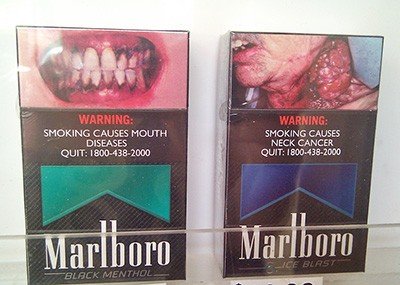 WARNING:
SMOKING CAUSES MOUTH
DISEASES
QUIT: 1800-438-2000
Marlboro
BLACK MENTHOL
WARNING:
SMOKING CAUSES
NECK CANCER
QUIT: 1800-438-2000
Marlboro
ICE BLAST